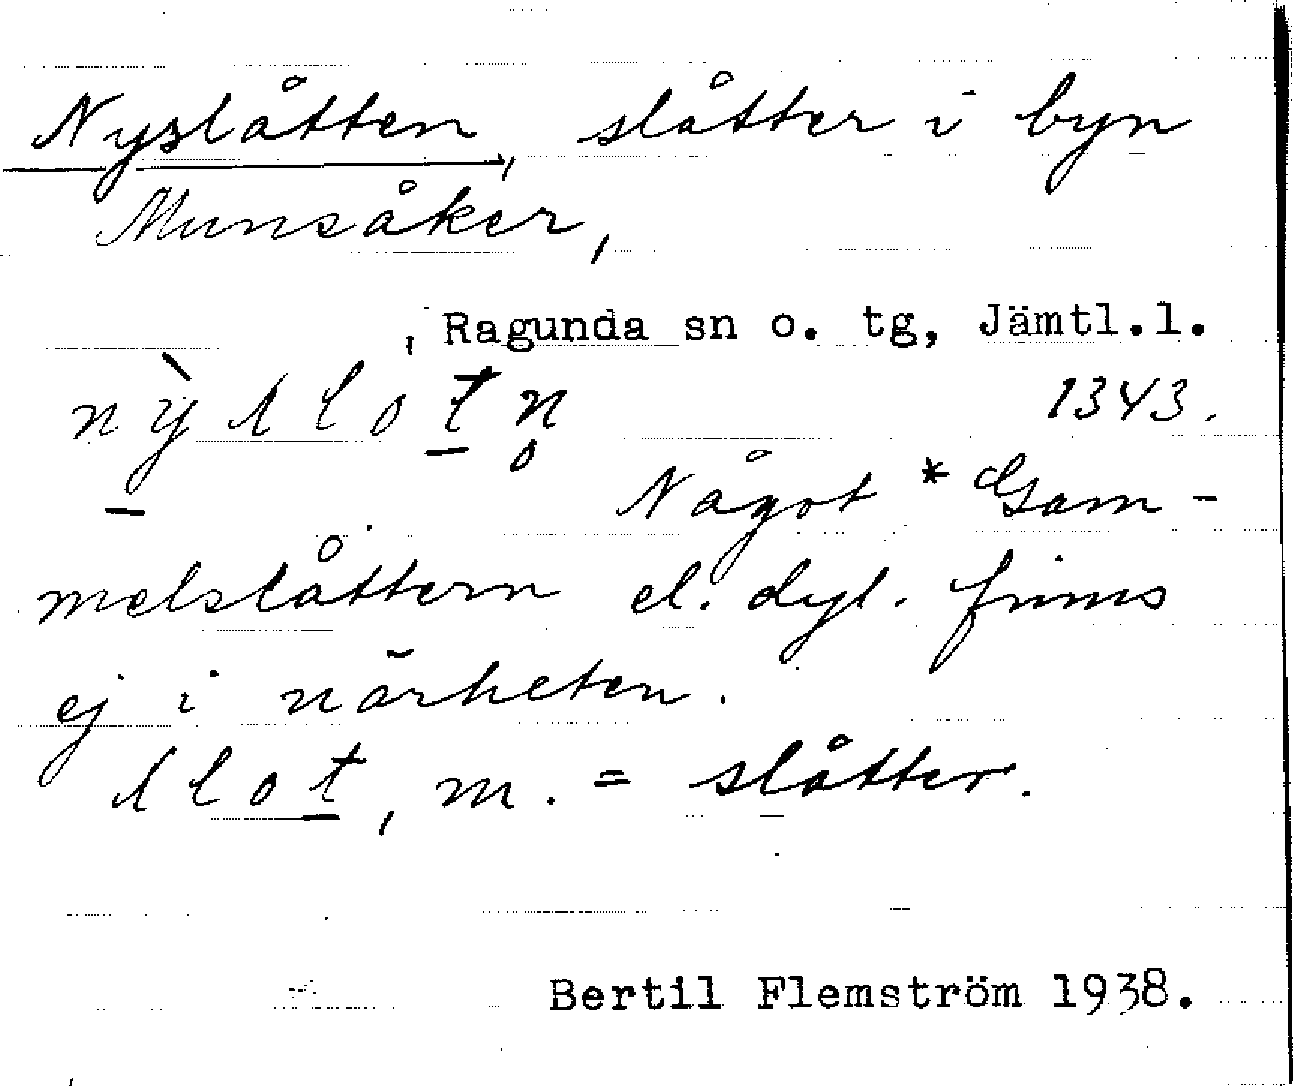 Nyslåtten, slåtter i byn
Munsåker,
, Ragunda sn o. tg, Jämtl.l.
nỳslot̲n̥ 1343.
Något *Gam-
melslåttern el. dyl. finns
ej i närheten.
slot̲, m. = slåtter.
Bertil Flemström 1938.